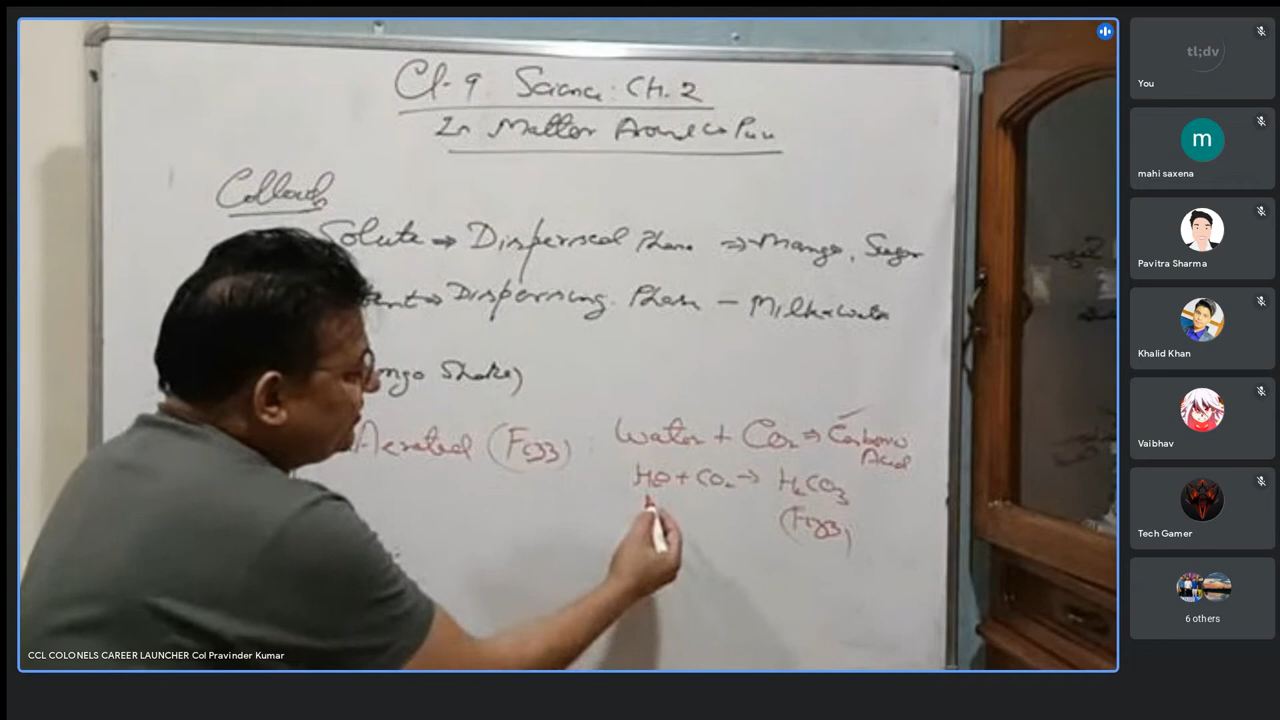 Cl-9 Science: Ch. 2
In Matter Around Us Pure
Colloids
Solute ⇒ Dispersed Phase ⇒ Mango, Sugar
ent ⇒ Dispersing Phase - Milk + Water
ngo Shake)
Aerated (Fizz) : Water + CO2 ⇒ Carbonic Acid
H2O + CO2 → H2CO3
(Fizz)
CCL COLONELS CAREER LAUNCHER Col Pravinder Kumar
tl;dv
You
m
mahi saxena
Pavitra Sharma
Khalid Khan
Vaibhav
Tech Gamer
6 others